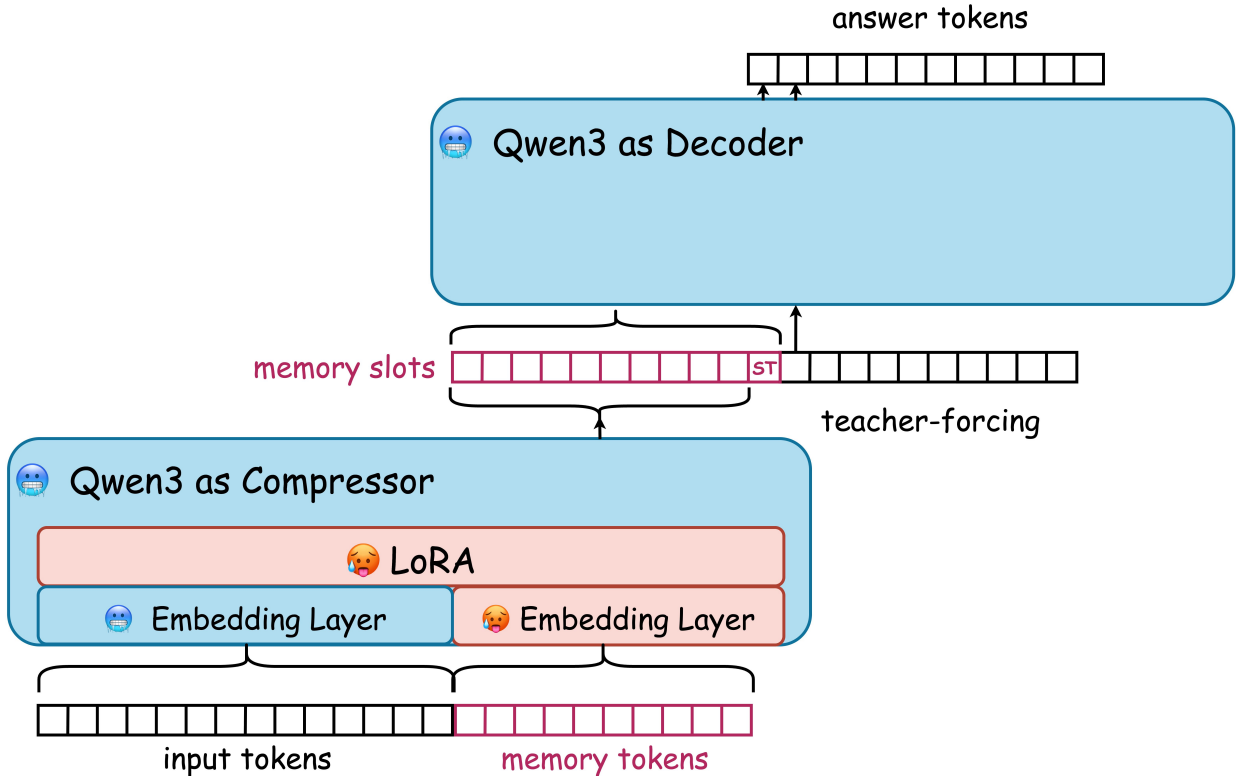 answer tokens
Qwen3 as Decoder
memory slots
ST
teacher-forcing
Qwen3 as Compressor
LoRA
Embedding Layer
Embedding Layer
input tokens
memory tokens